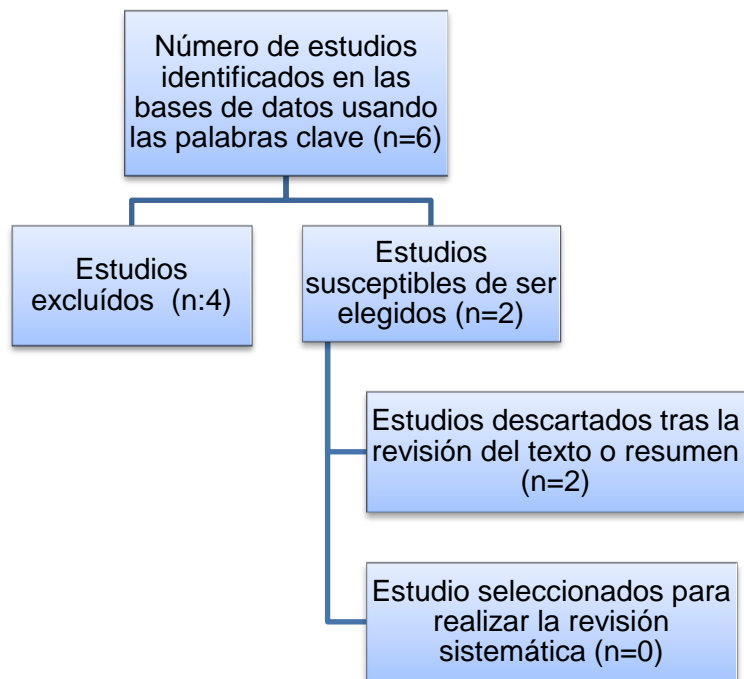 Número de estudios
identificados en las
bases de datos usando
las palabras clave (n=6)
Estudios
excluídos (n:4)
Estudios
susceptibles de ser
elegidos (n=2)
Estudios descartados tras la
revisión del texto o resumen
(n=2)
Estudio seleccionados para
realizar la revisión
sistemática (n=0)